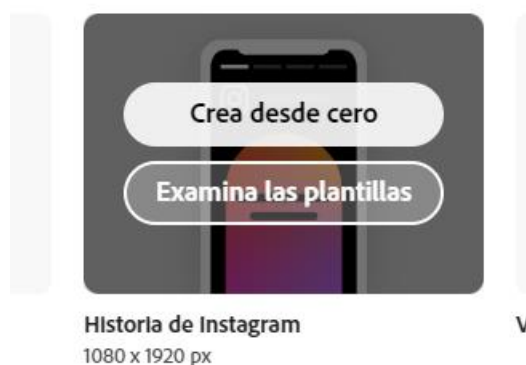 Crea desde cero
Examina las plantillas
Historia de Instagram
1080 x 1920 px